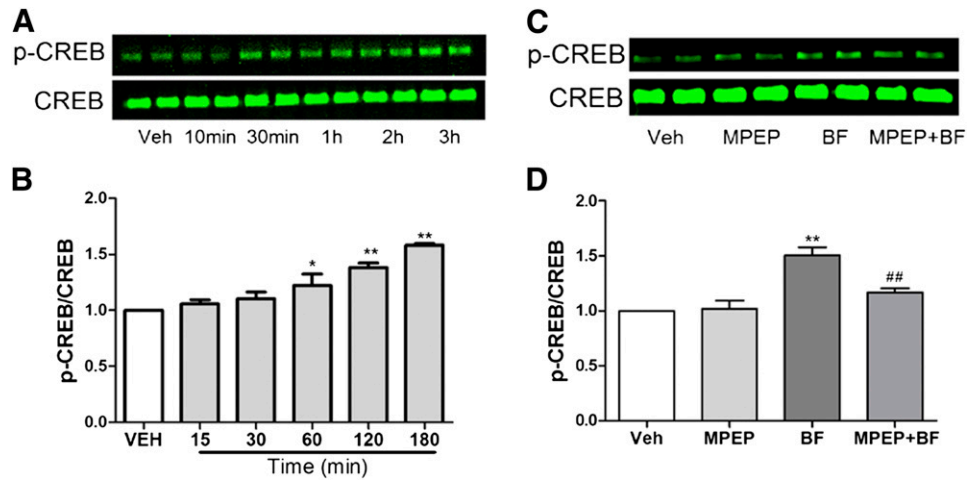 A
p-CREB
CREB
Veh 10min 30min 1h 2h 3h
B
p-CREB/CREB
2.0
1.5
1.0
0.5
0.0
* ** **
VEH 15 30 60 120 180
Time (min)
C
p-CREB
CREB
Veh MPEP BF MPEP+BF
D
p-CREB/CREB
2.0
1.5
1.0
0.5
0.0
** ##
Veh MPEP BF MPEP+BF